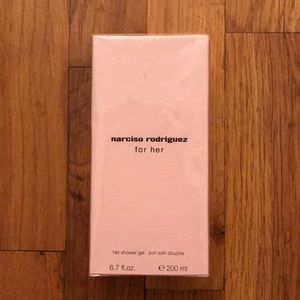 narciso rodriguez
for her
her shower gel . son soin douche
6.7 fl.oz. ℮ 200 ml